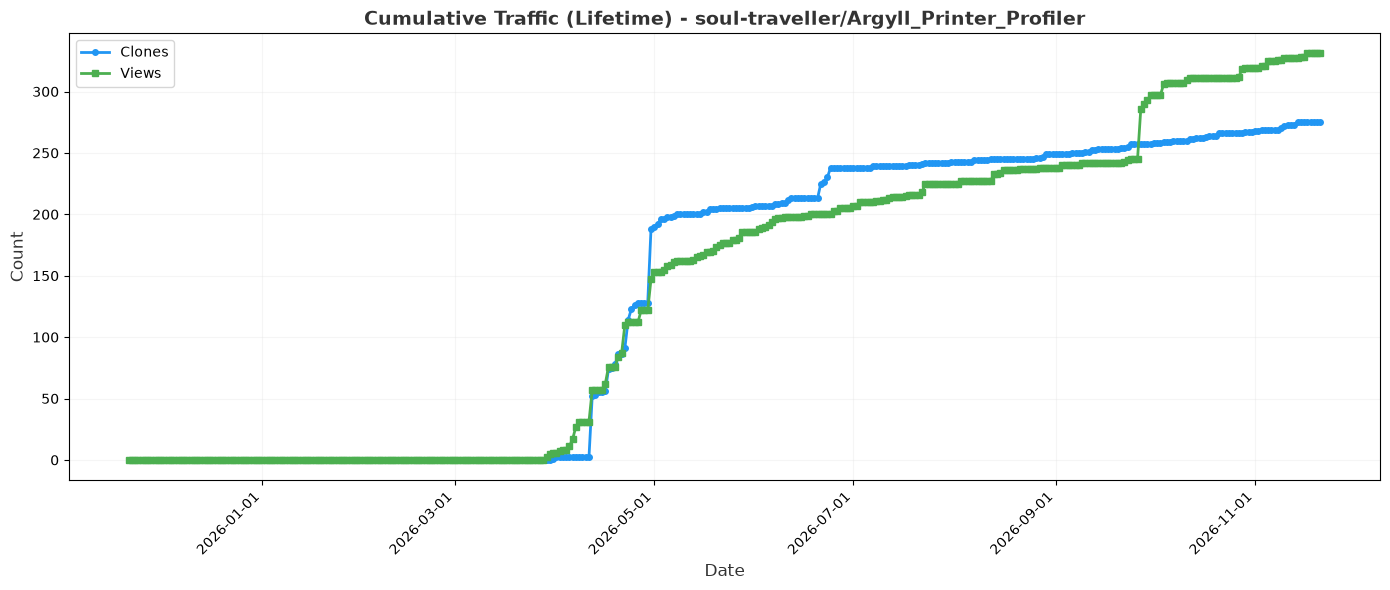 Cumulative Traffic (Lifetime) - soul-traveller/Argyll_Printer_Profiler
Clones
Views
Count
300
250
200
150
100
50
0
2026-01-01
2026-03-01
2026-05-01
2026-07-01
2026-09-01
2026-11-01
Date